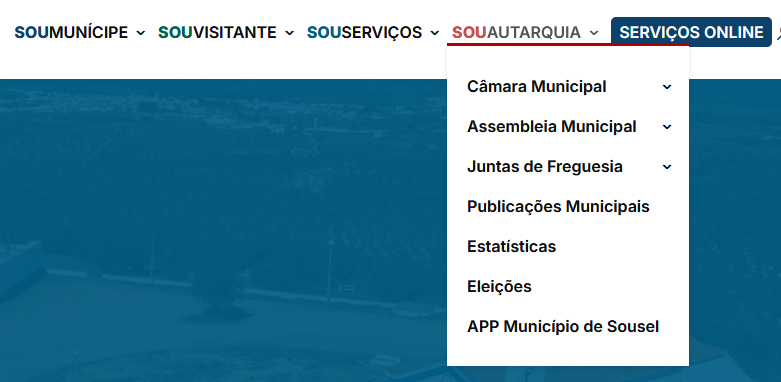 SOUMUNÍCIPE SOUVISITANTE SOUSERVIÇOS SOUAUTARQUIA SERVIÇOS ONLINE
Câmara Municipal
Assembleia Municipal
Juntas de Freguesia
Publicações Municipais
Estatísticas
Eleições
APP Município de Sousel